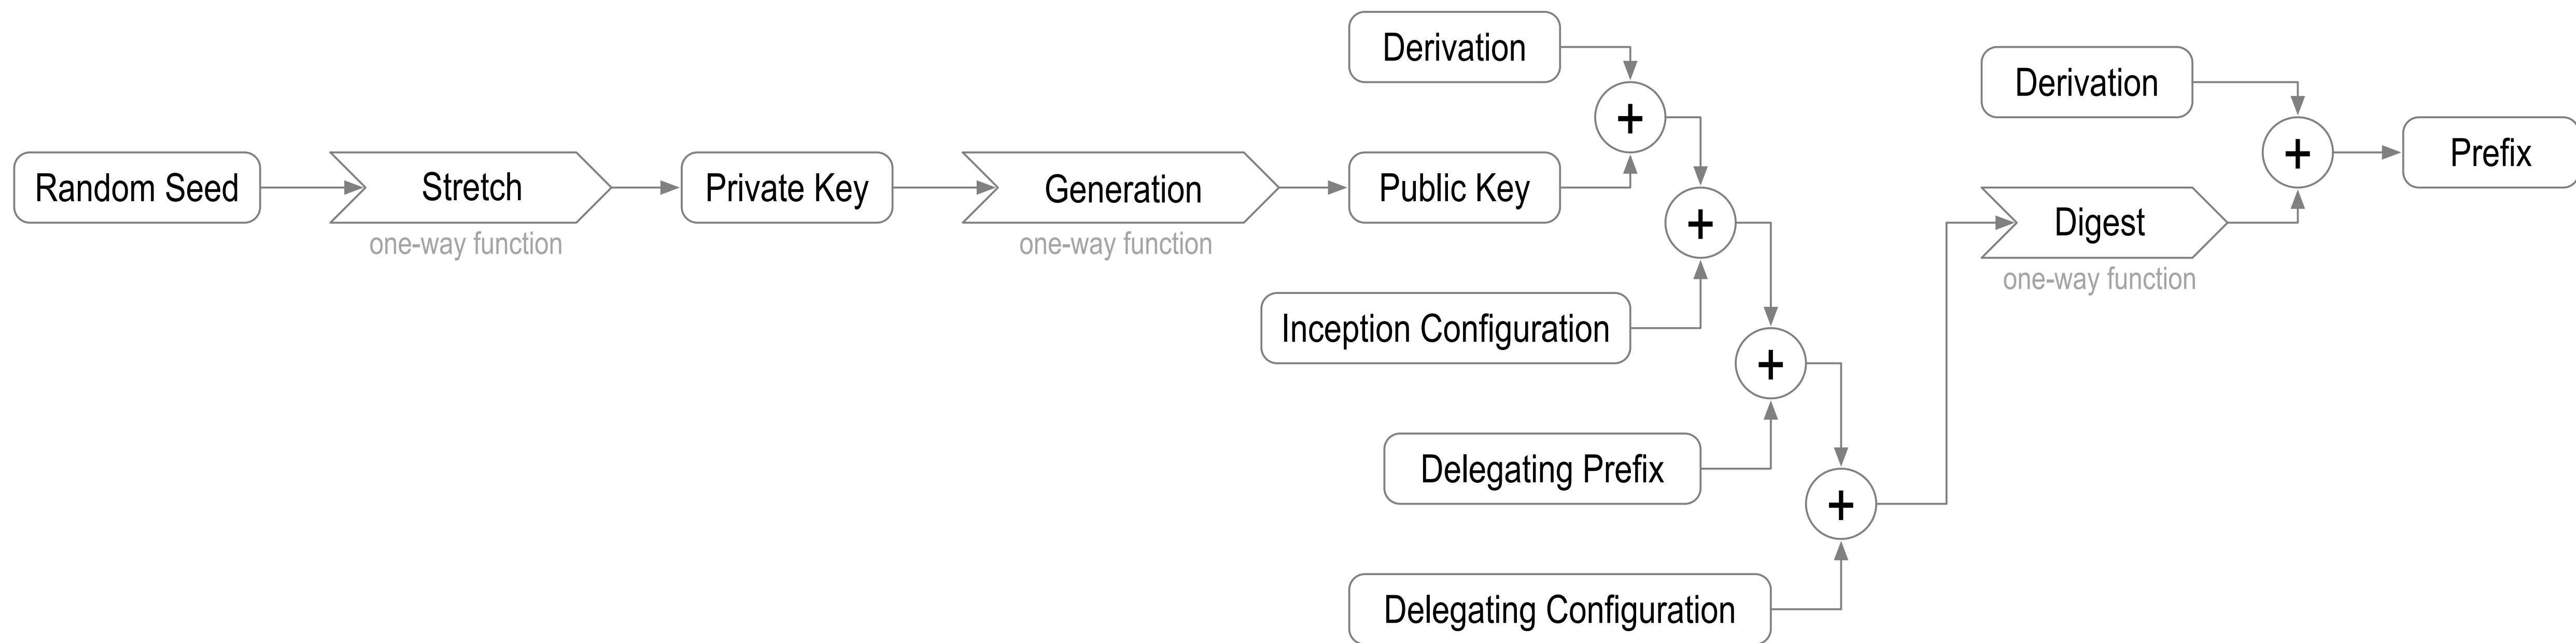 Random Seed
Stretch
one-way function
Private Key
Generation
one-way function
Derivation
+
Public Key
+
Inception Configuration
+
Delegating Prefix
+
Delegating Configuration
Derivation
+
Digest
one-way function
Prefix